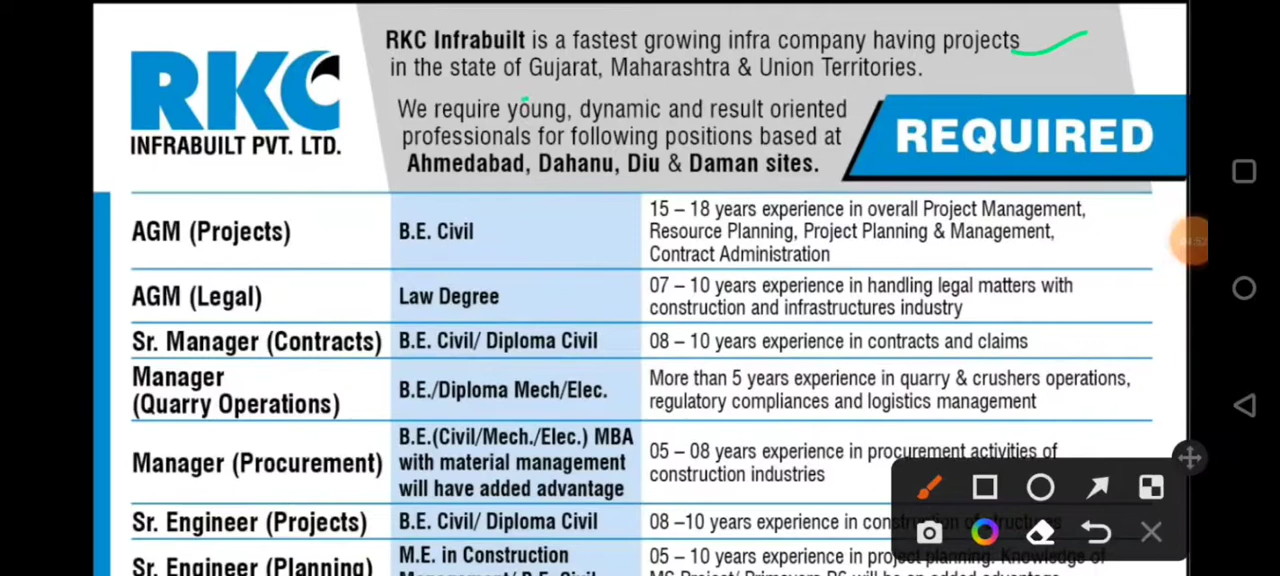 RKC
INFRABUILT PVT. LTD.
RKC Infrabuilt is a fastest growing infra company having projects
in the state of Gujarat, Maharashtra & Union Territories.
We require young, dynamic and result oriented
professionals for following positions based at
Ahmedabad, Dahanu, Diu & Daman sites.
REQUIRED
AGM (Projects)
B.E. Civil
15 – 18 years experience in overall Project Management,
Resource Planning, Project Planning & Management,
Contract Administration
AGM (Legal)
Law Degree
07 – 10 years experience in handling legal matters with
construction and infrastructures industry
Sr. Manager (Contracts)
B.E. Civil/ Diploma Civil
08 – 10 years experience in contracts and claims
Manager
(Quarry Operations)
B.E./Diploma Mech/Elec.
More than 5 years experience in quarry & crushers operations,
regulatory compliances and logistics management
Manager (Procurement)
B.E.(Civil/Mech./Elec.) MBA
with material management
will have added advantage
05 – 08 years experience in procurement activities of
construction industries
Sr. Engineer (Projects)
B.E. Civil/ Diploma Civil
08 –10 years experience in construction of structures
Sr. Engineer (Planning)
M.E. in Construction
05 – 10 years experience in project planning. Knowledge of